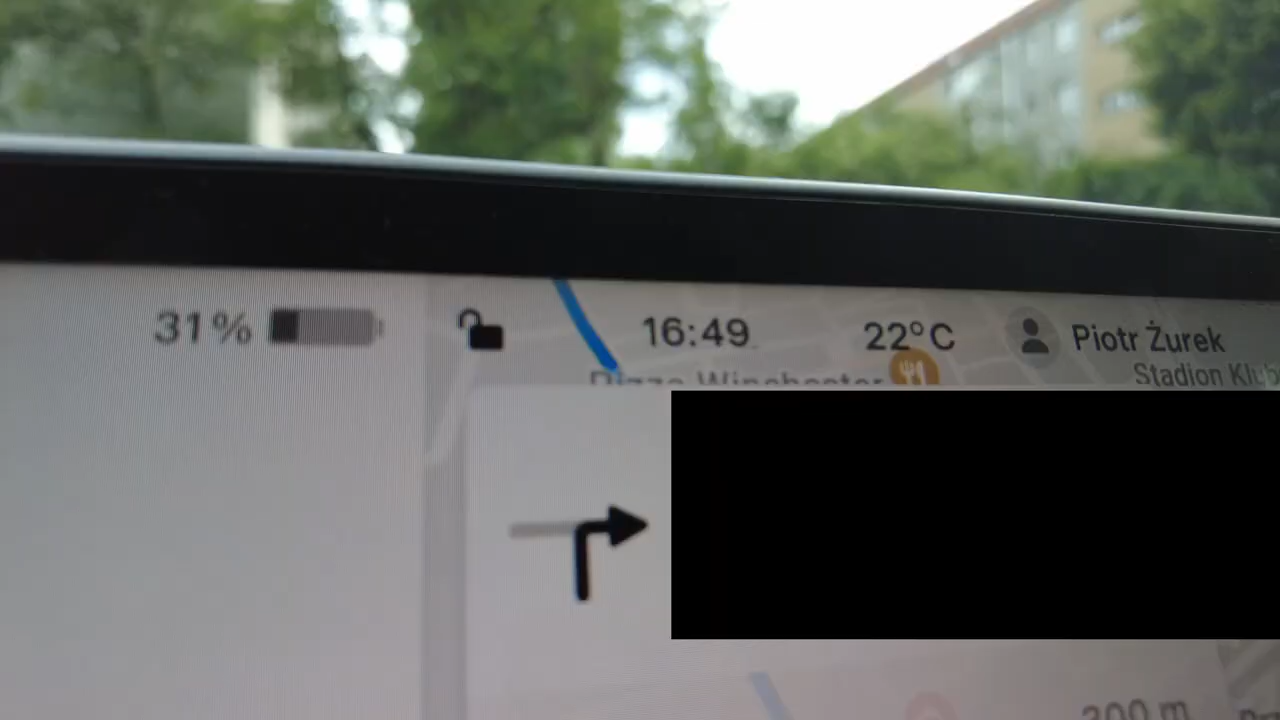 31%
16:49
22°C
Piotr Żurek
Pizza Winchester
Stadion Klub
200 m